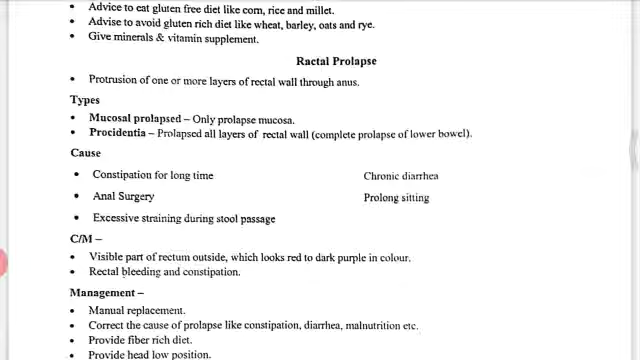 • Advice to eat gluten free diet like corn, rice and millet.
• Advise to avoid gluten rich diet like wheat, barley, oats and rye.
• Give minerals & vitamin supplement.
Ractal Prolapse
• Protrusion of one or more layers of rectal wall through anus.
Types
• Mucosal prolapsed – Only prolapse mucosa.
• Procidentia – Prolapsed all layers of rectal wall (complete prolapse of lower bowel).
Cause
• Constipation for long time Chronic diarrhea
• Anal Surgery Prolong sitting
• Excessive straining during stool passage
C/M –
• Visible part of rectum outside, which looks red to dark purple in colour.
• Rectal bleeding and constipation.
Management –
• Manual replacement.
• Correct the cause of prolapse like constipation, diarrhea, malnutrition etc.
• Provide fiber rich diet.
• Provide head low position.